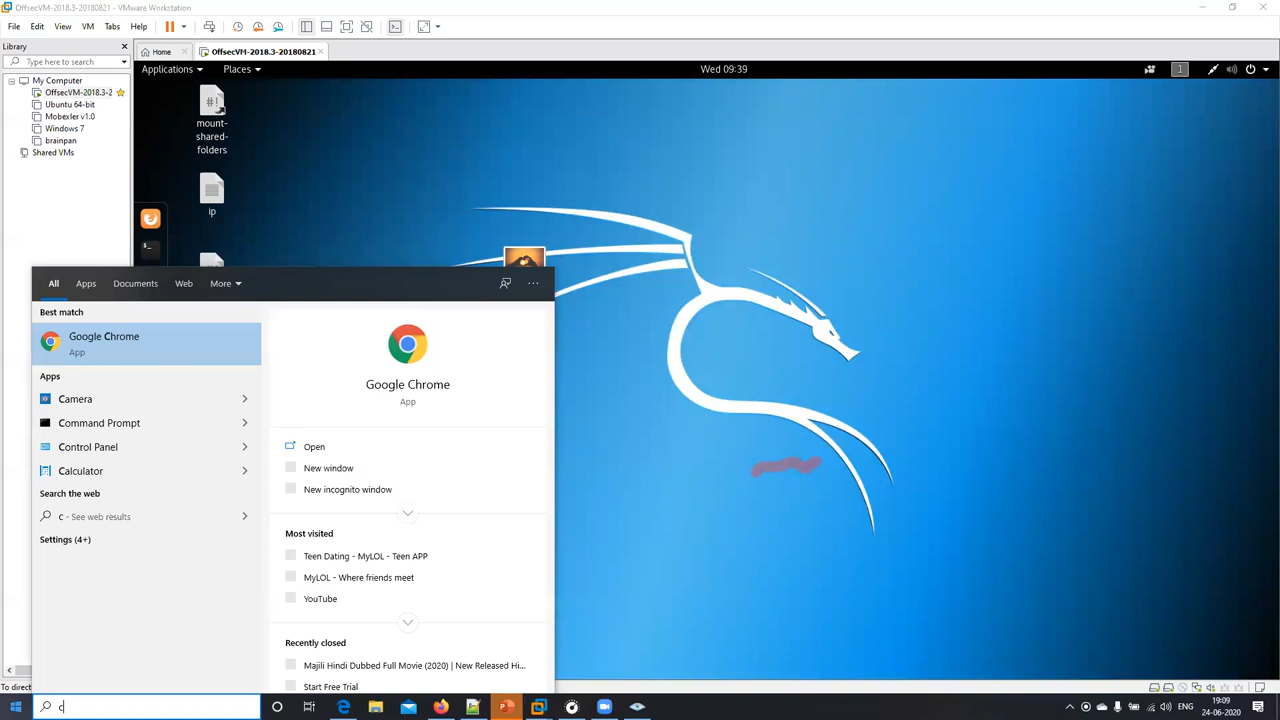 OffsecVM-2018.3-20180821 - VMware Workstation
File Edit View VM Tabs Help
Library
Type here to search
My Computer
OffsecVM-2018.3-2
Ubuntu 64-bit
Mobexler v1.0
Windows 7
brainpan
Shared VMs
Home
OffsecVM-2018.3-20180821
Applications Places
Wed 09:39
1
#!
mount-
shared-
folders
ip
All Apps Documents Web More
Best match
Google Chrome
App
Apps
Camera
Command Prompt
Control Panel
Calculator
Search the web
c - See web results
Settings (4+)
Google Chrome
App
Open
New window
New incognito window
Most visited
Teen Dating - MyLOL - Teen APP
MyLOL - Where friends meet
YouTube
Recently closed
Majili Hindi Dubbed Full Movie (2020) | New Released Hi...
Start Free Trial
To direct
c
19:09
24-06-2020